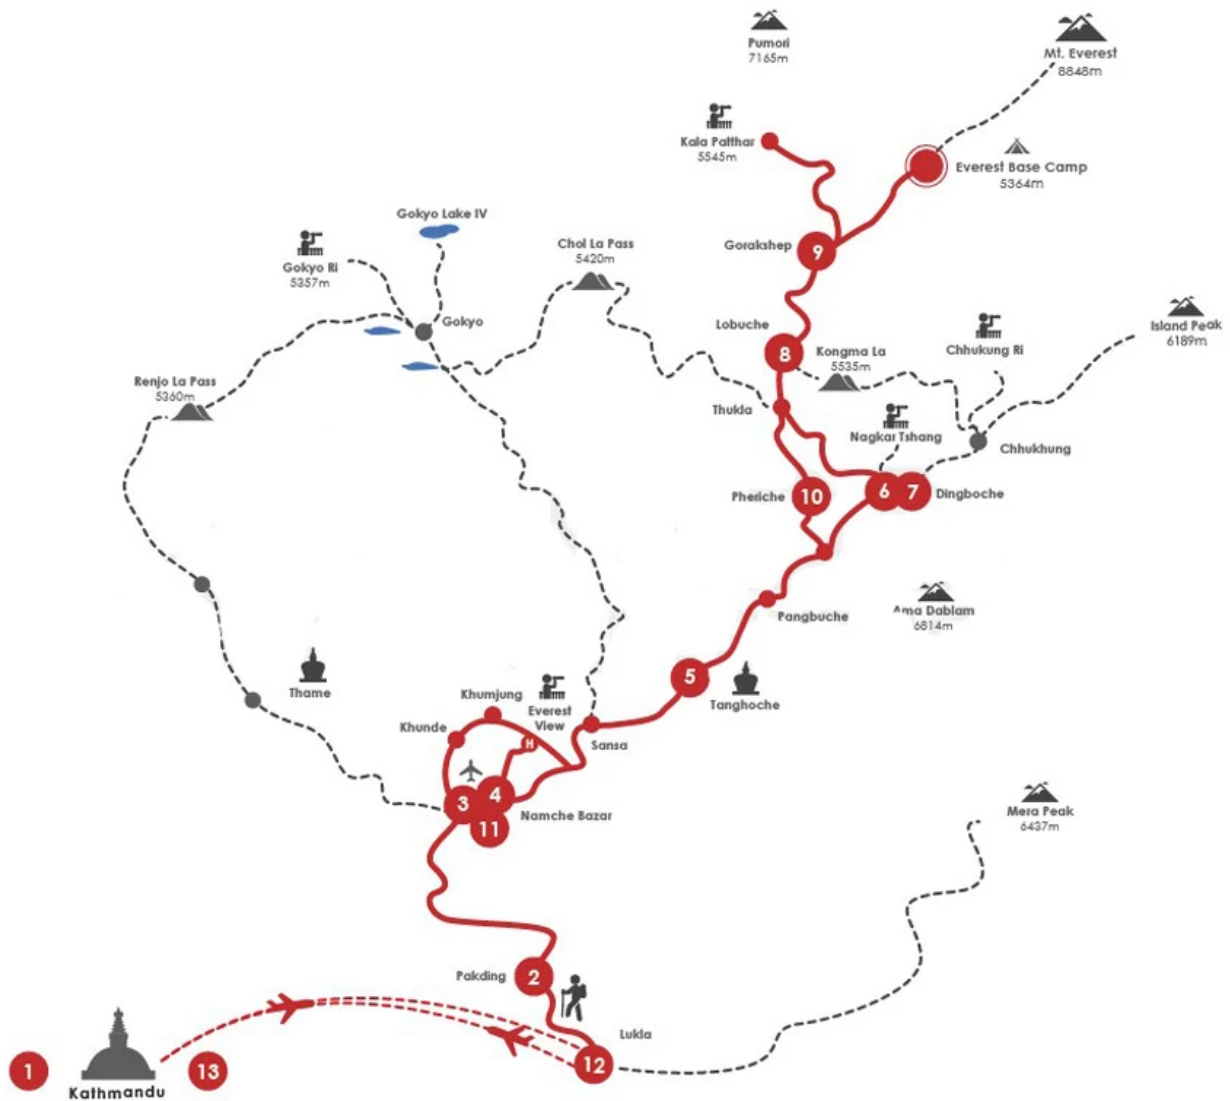 Pumori
7165m
Mt. Everest
8848m
Kala Patthar
5545m
Everest Base Camp
5364m
Gokyo Lake IV
Gorakshep
9
Chol La Pass
5420m
Gokyo Ri
5357m
Gokyo
Lobuche
8
Kongma La
5535m
Chhukung Ri
Island Peak
6189m
Renjo La Pass
5360m
Thukla
Nagkar Tshang
Chhukhung
Pheriche
10
6
7
Dingboche
Ama Dablam
6814m
Pangbuche
5
Tanghoche
Thame
Khumjung
Everest
View
Khunde
H
Sansa
3
4
11
Namche Bazar
Mera Peak
6437m
Pakding
2
Lukla
12
1
13
Kathmandu